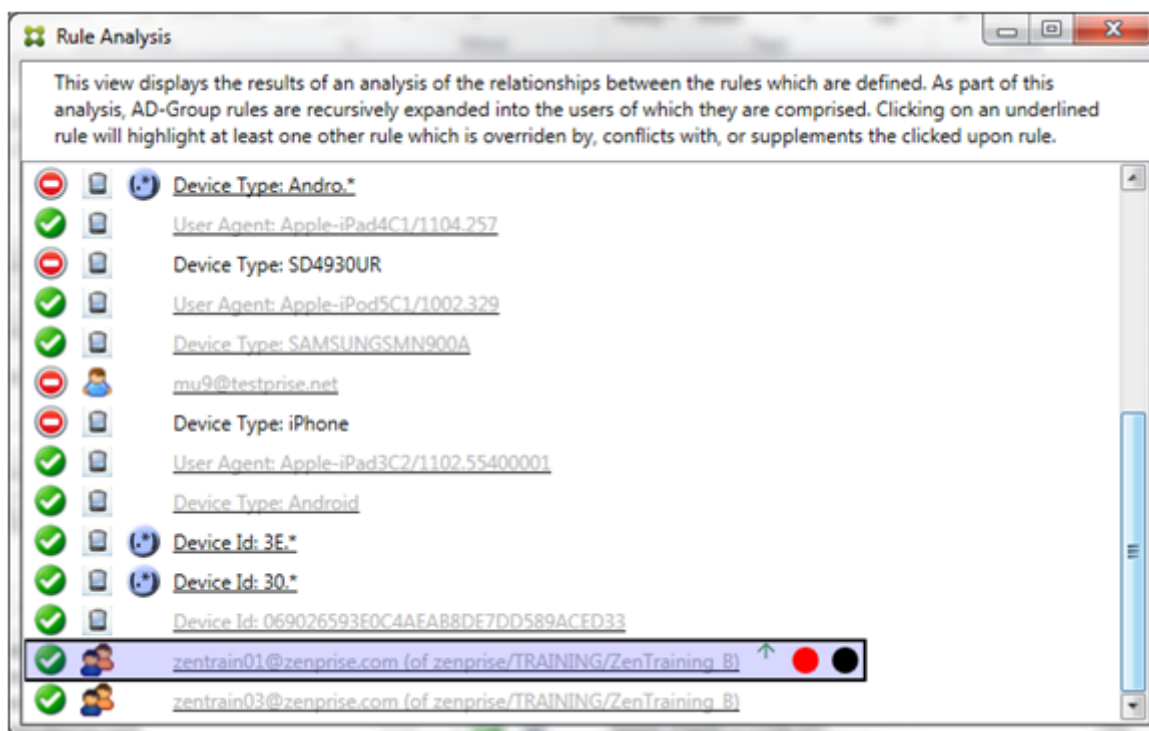 Rule Analysis
This view displays the results of an analysis of the relationships between the rules which are defined. As part of this
analysis, AD-Group rules are recursively expanded into the users of which they are comprised. Clicking on an underlined
rule will highlight at least one other rule which is overriden by, conflicts with, or supplements the clicked upon rule.
(.*) Device Type: Andro.*
User Agent: Apple-iPad4C1/1104.257
Device Type: SD4930UR
User Agent: Apple-iPod5C1/1002.329
Device Type: SAMSUNGSMN900A
mu9@testprise.net
Device Type: iPhone
User Agent: Apple-iPad3C2/1102.55400001
Device Type: Android
(.*) Device Id: 3E.*
(.*) Device Id: 30.*
Device Id: 069026593E0C4AEAB8DE7DD589ACED33
zentrain01@zenprise.com (of zenprise/TRAINING/ZenTraining_B)
zentrain03@zenprise.com (of zenprise/TRAINING/ZenTraining_B)